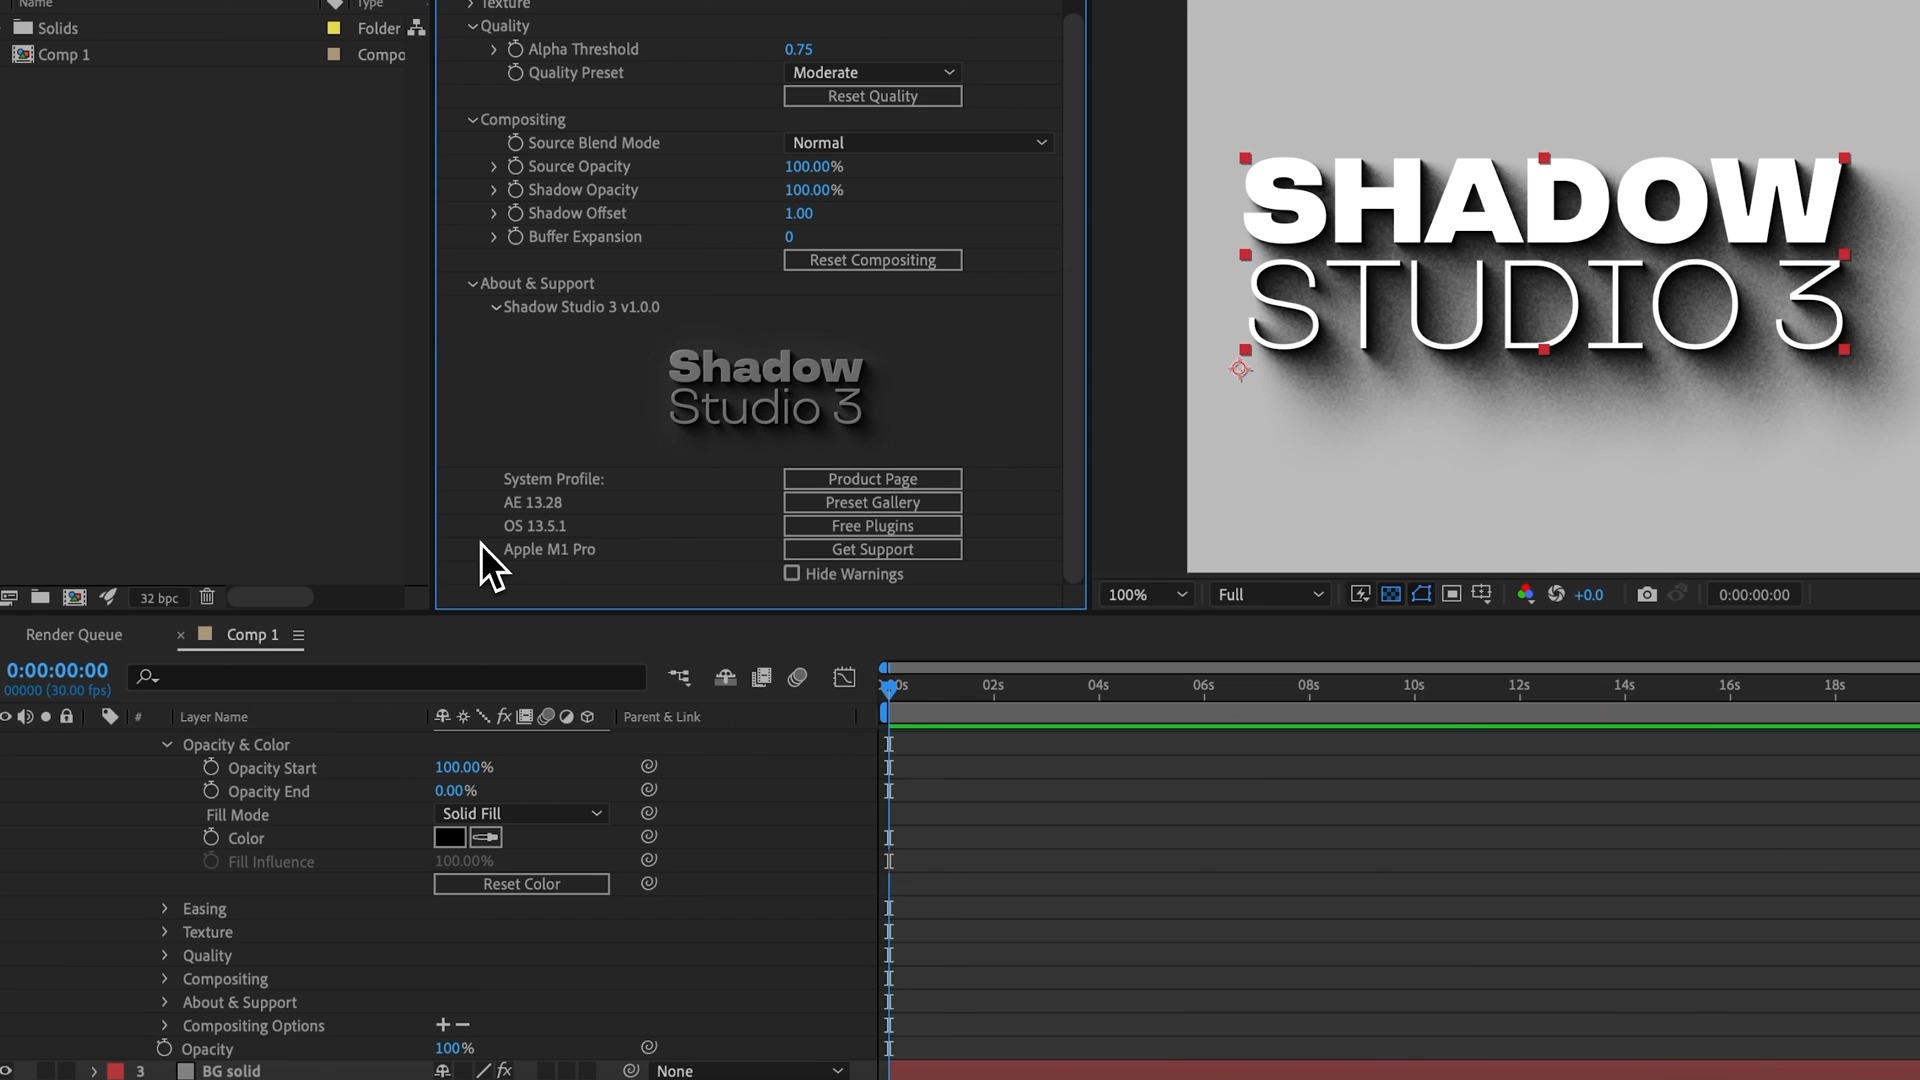 Name
Type
Solids
Folder
Comp 1
Compo
32 bpc
Texture
Quality
Alpha Threshold 0.75
Quality Preset Moderate
Reset Quality
Compositing
Source Blend Mode Normal
Source Opacity 100.00%
Shadow Opacity 100.00%
Shadow Offset 1.00
Buffer Expansion 0
Reset Compositing
About & Support
Shadow Studio 3 v1.0.0
Shadow
Studio 3
System Profile: Product Page
AE 13.28 Preset Gallery
OS 13.5.1 Free Plugins
Apple M1 Pro Get Support
Hide Warnings
SHADOW
STUDIO 3
100% Full +0.0 0:00:00:00
Render Queue × Comp 1
0:00:00:00
00000 (30.00 fps)
02s 04s 06s 08s 10s 12s 14s 16s 18s
# Layer Name fx Parent & Link
Opacity & Color
Opacity Start 100.00%
Opacity End 0.00%
Fill Mode Solid Fill
Color
Fill Influence 100.00%
Reset Color
Easing
Texture
Quality
Compositing
About & Support
Compositing Options + −
Opacity 100%
3 BG solid fx None